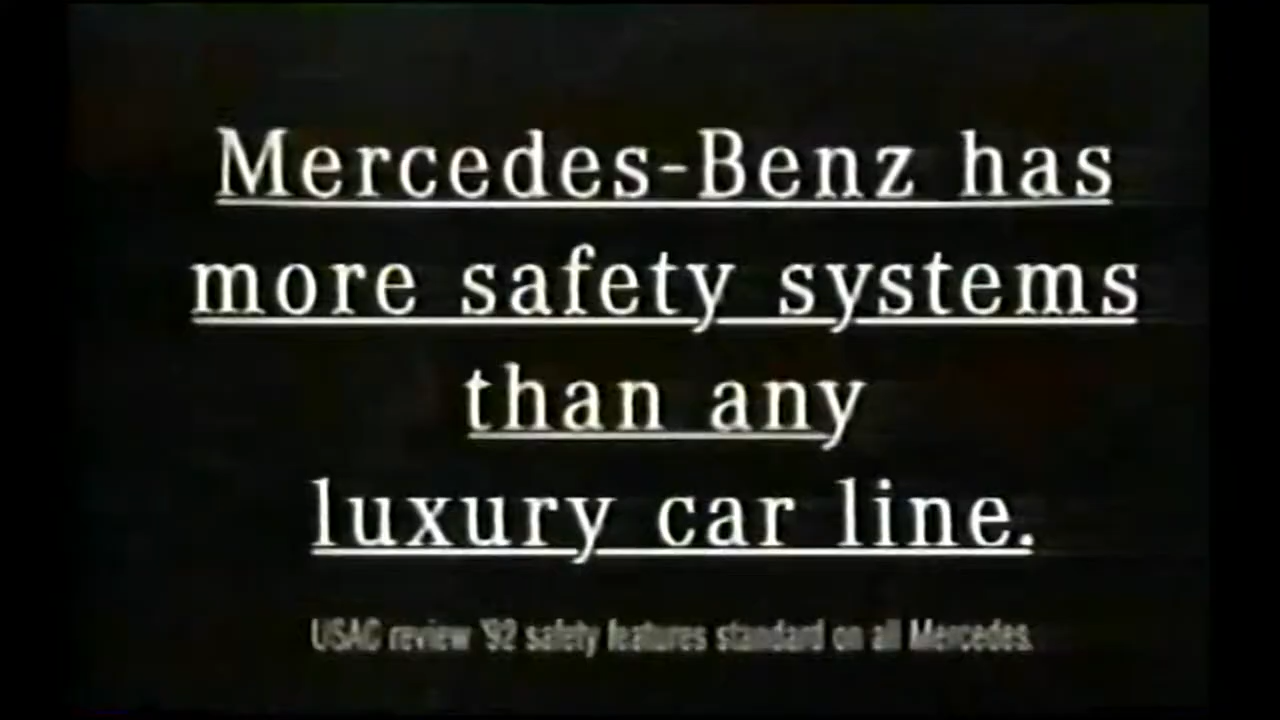 Mercedes-Benz has
more safety systems
than any
luxury car line.
USAC review '92 safety features standard on all Mercedes.